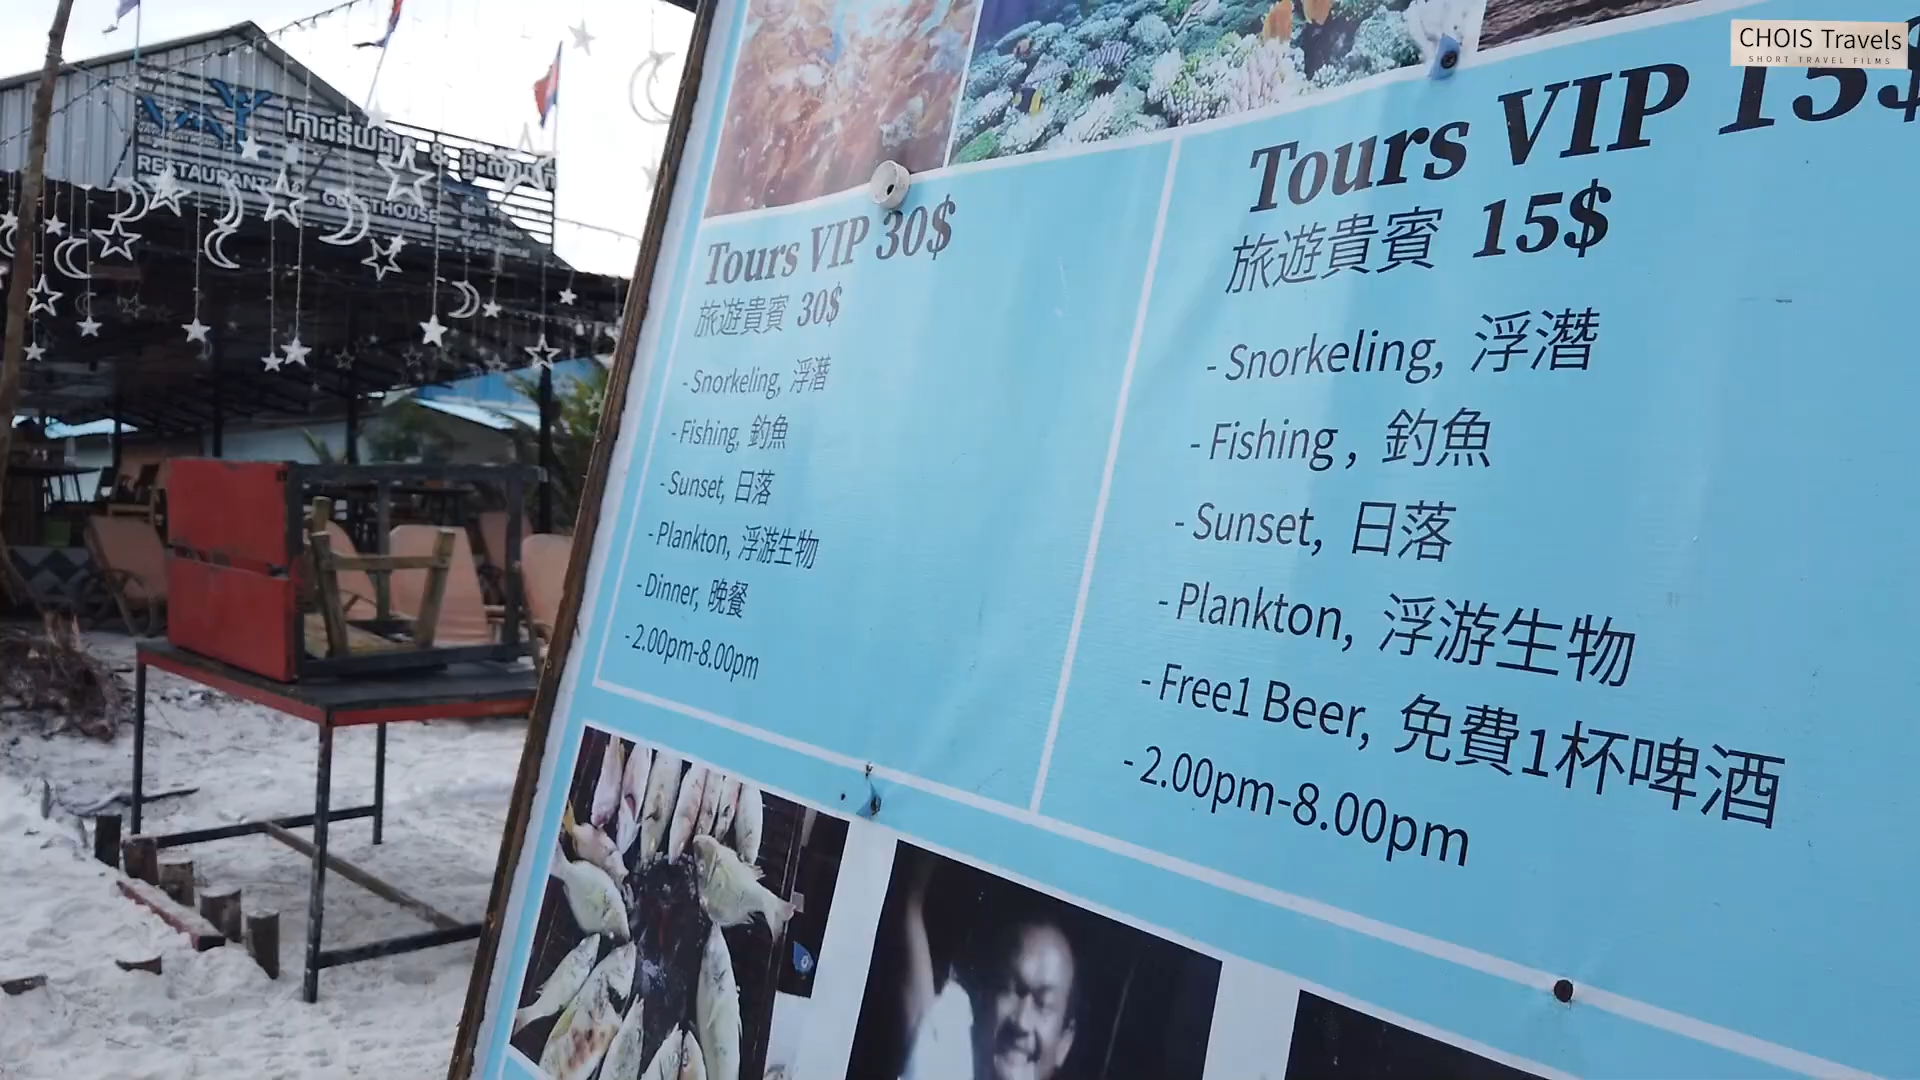 CHOIS Travels
SHORT TRAVEL FILMS
VAY
RESTAURANT
GUESTHOUSE
Tours VIP 30$
旅遊貴賓 30$
- Snorkeling, 浮潛
- Fishing, 釣魚
- Sunset, 日落
- Plankton, 浮游生物
- Dinner, 晚餐
- 2.00pm-8.00pm
Tours VIP 15$
旅遊貴賓 15$
- Snorkeling, 浮潛
- Fishing , 釣魚
- Sunset, 日落
- Plankton, 浮游生物
- Free1 Beer, 免費1杯啤酒
- 2.00pm-8.00pm